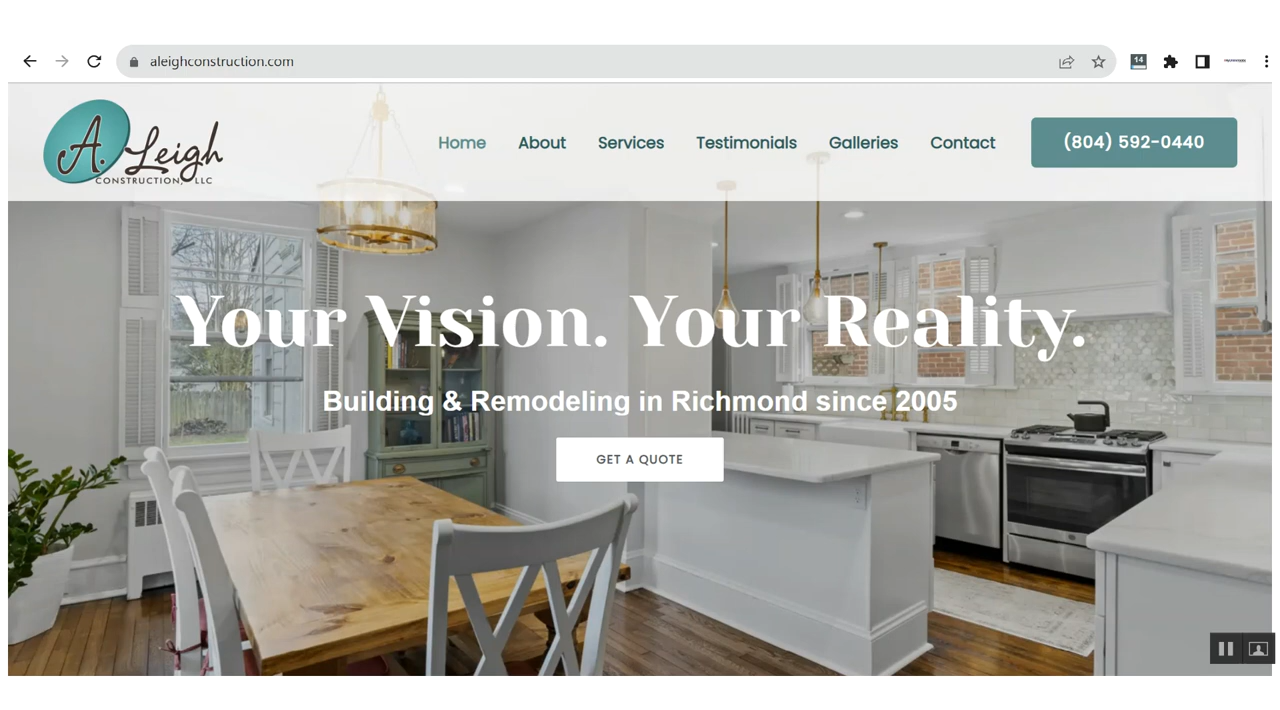 aleighconstruction.com
14
A. Leigh
CONSTRUCTION, LLC
Home
About
Services
Testimonials
Galleries
Contact
(804) 592-0440
Your Vision. Your Reality.
Building & Remodeling in Richmond since 2005
GET A QUOTE